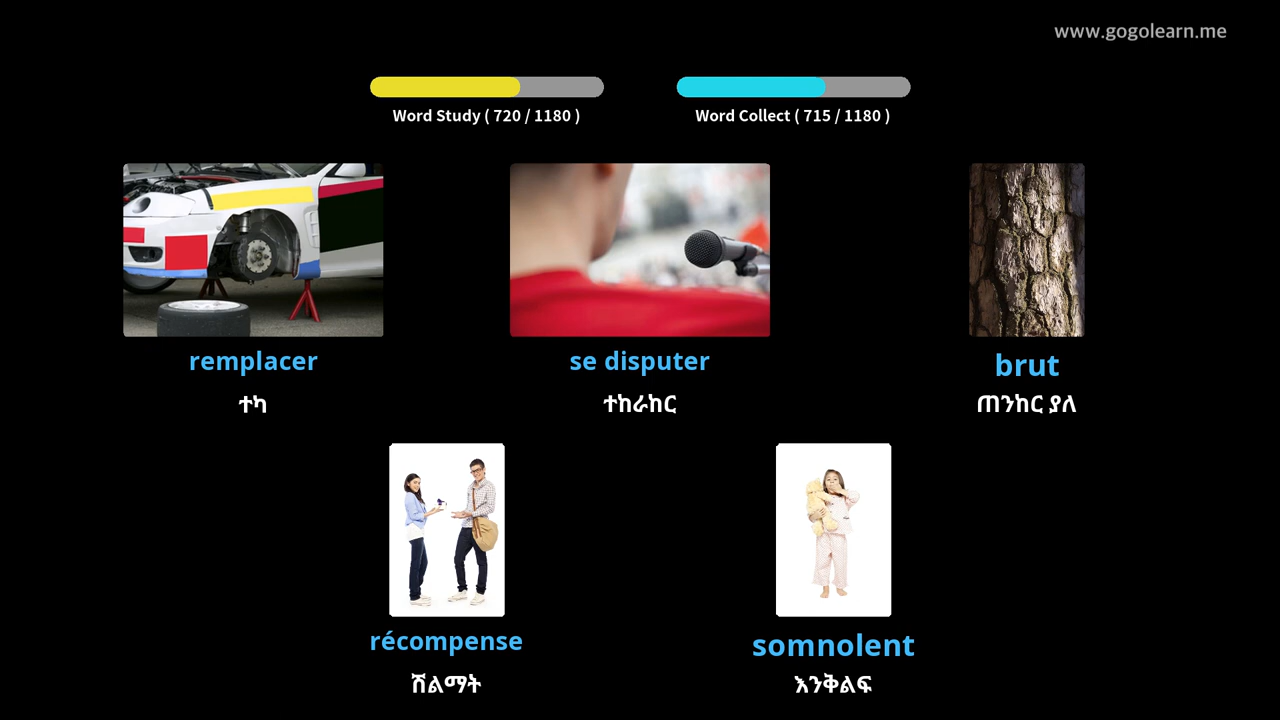 www.gogolearn.me
Word Study ( 720 / 1180 )
Word Collect ( 715 / 1180 )
remplacer
se disputer
brut
ተካ
ተከራከር
ጠንከር ያለ
récompense
somnolent
ሽልማት
እንቅልፍ